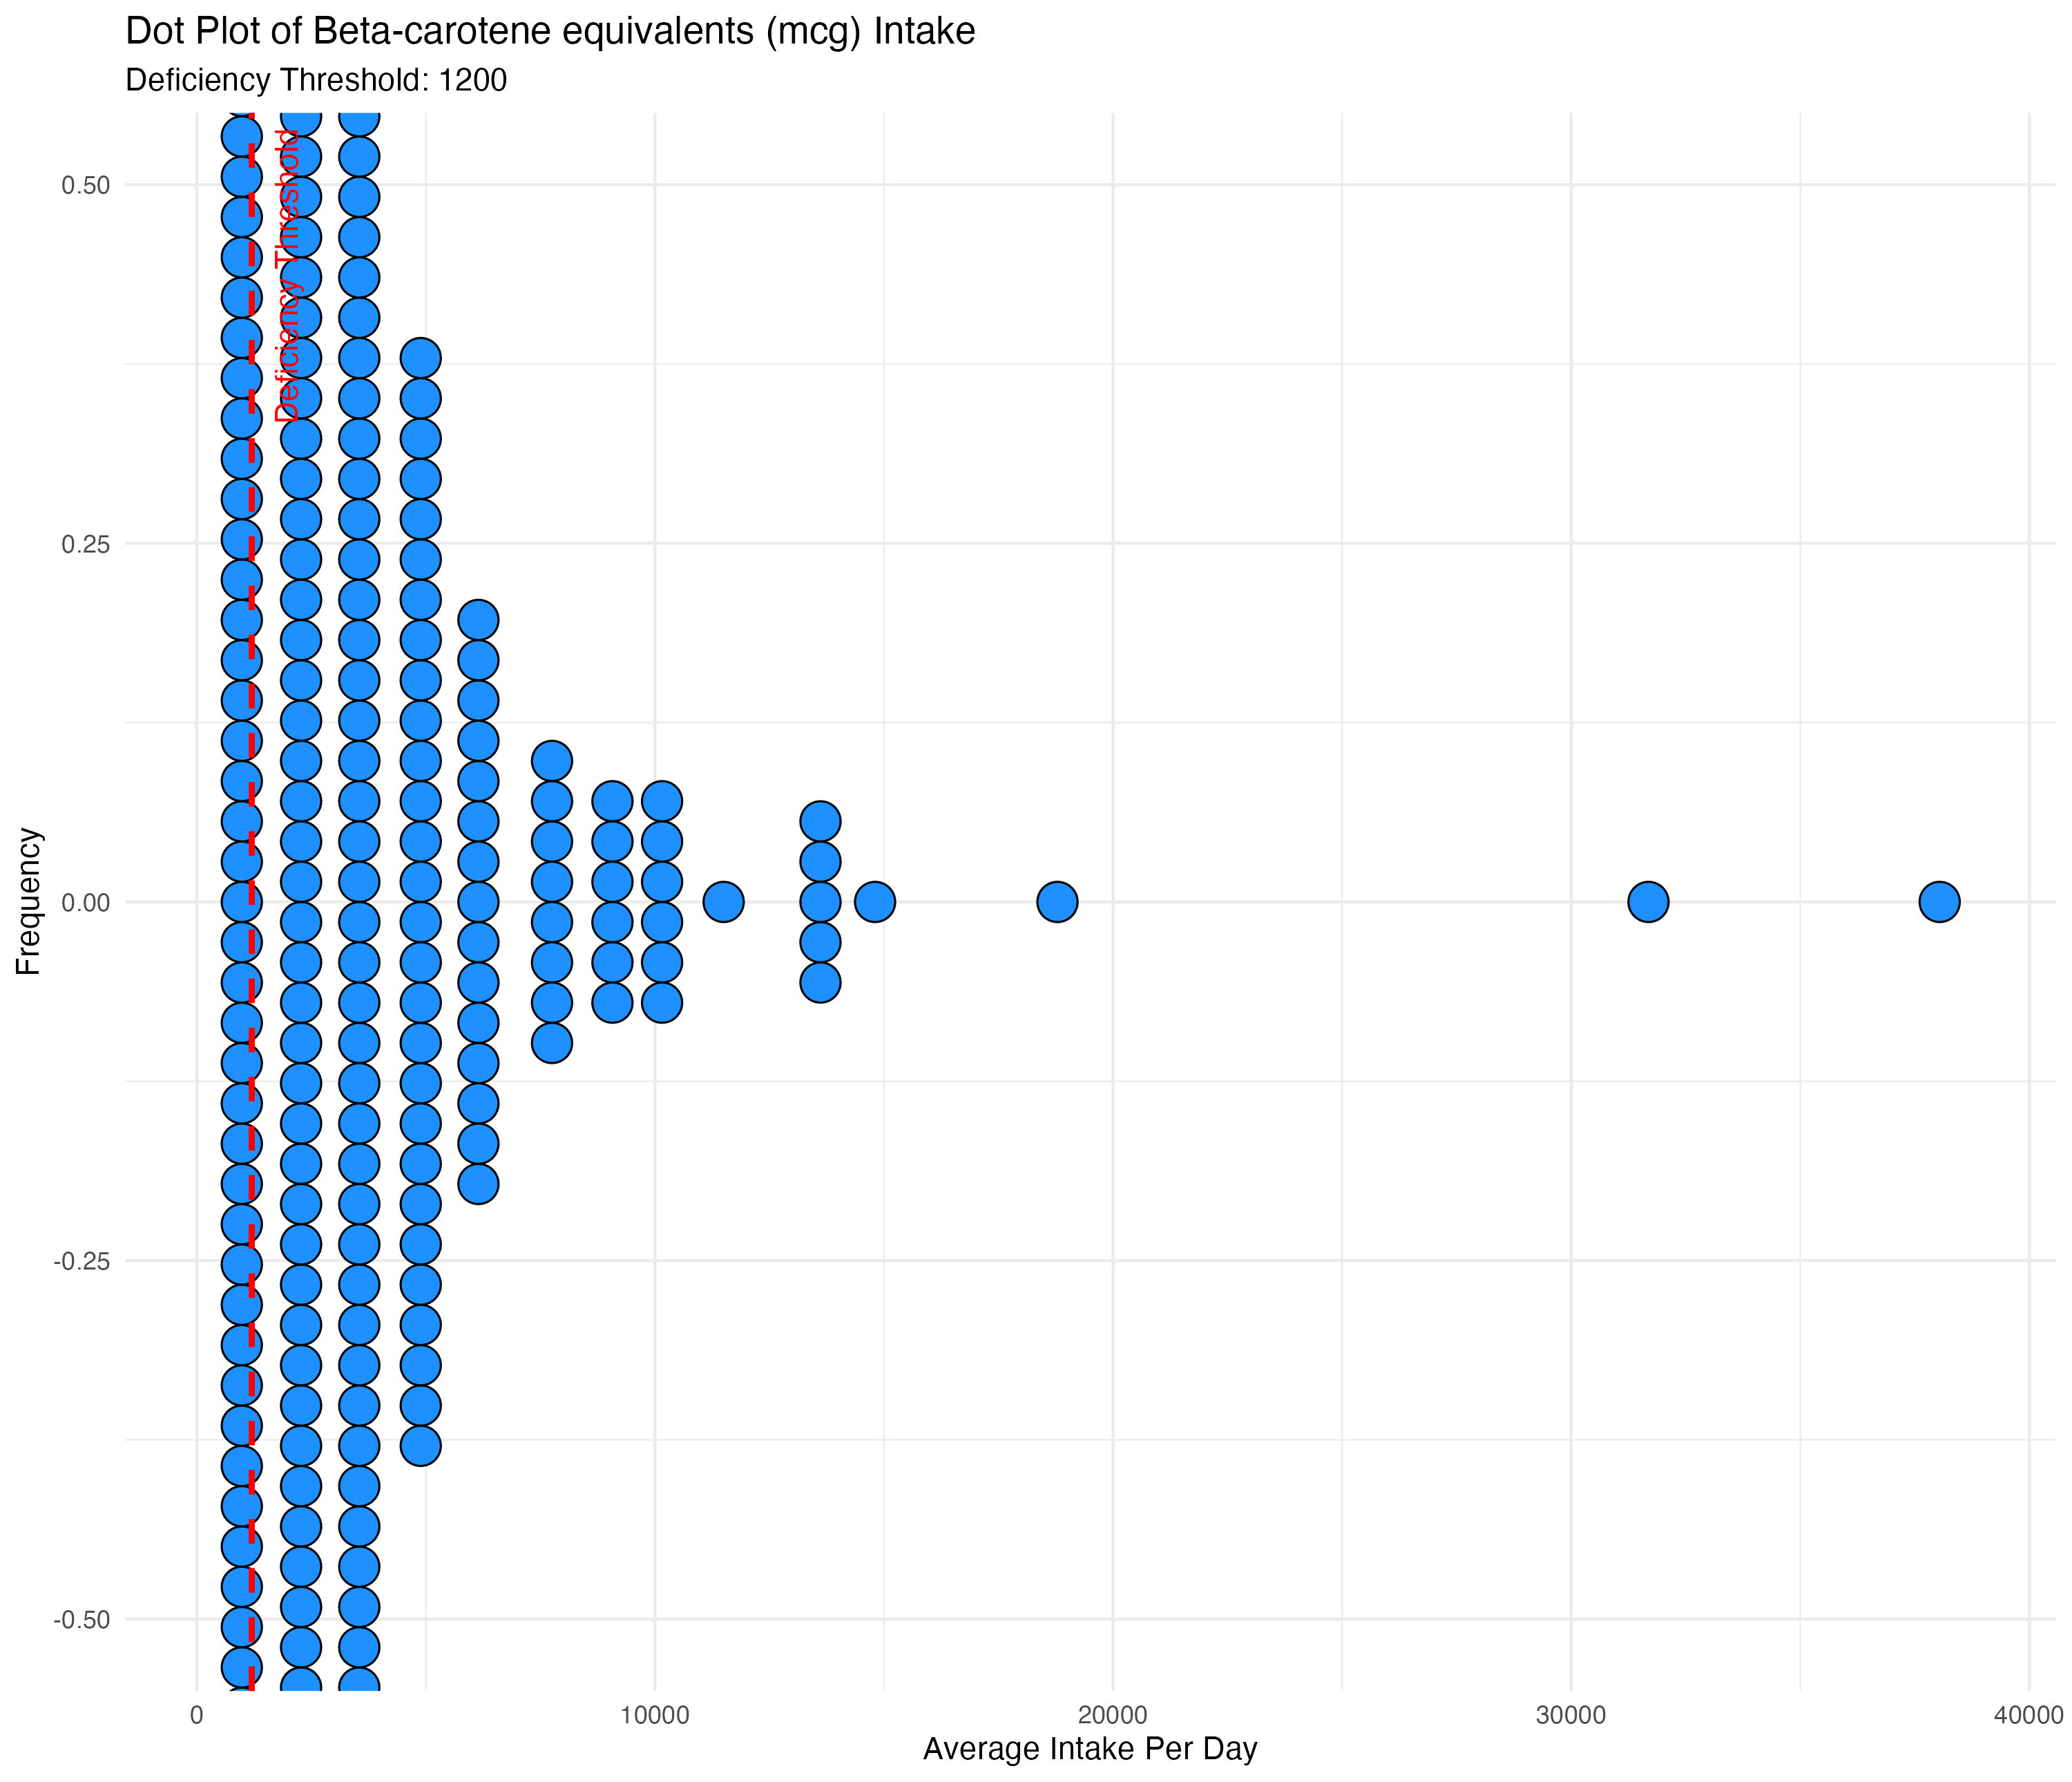 Dot Plot of Beta-carotene equivalents (mcg) Intake
Deficiency Threshold: 1200
Deficiency Threshold
0.50
0.25
0.00
-0.25
-0.50
Frequency
0
10000
20000
30000
40000
Average Intake Per Day